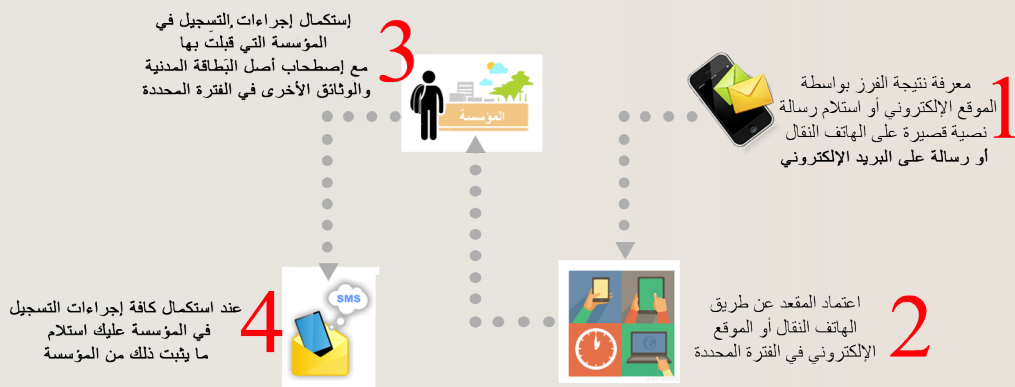 1
معرفة نتيجة الفرز بواسطة
الموقع الإلكتروني أو استلام رسالة
نصية قصيرة على الهاتف النقال
أو رسالة على البريد الإلكتروني
2
اعتماد المقعد عن طريق
الهاتف النقال أو الموقع
الإلكتروني في الفترة المحددة
3
إستكمال إجراءات التسجيل في
المؤسسة التي قبلتَ بها
مع إصطحاب أصل البَطاقة المدنية
والوثائق الأخرى في الفترة المحددة
المؤسسة
4
عند استكمال كافة إجراءات التسجيل
في المؤسسة عليك استلام
ما يثبت ذلك من المؤسسة
SMS